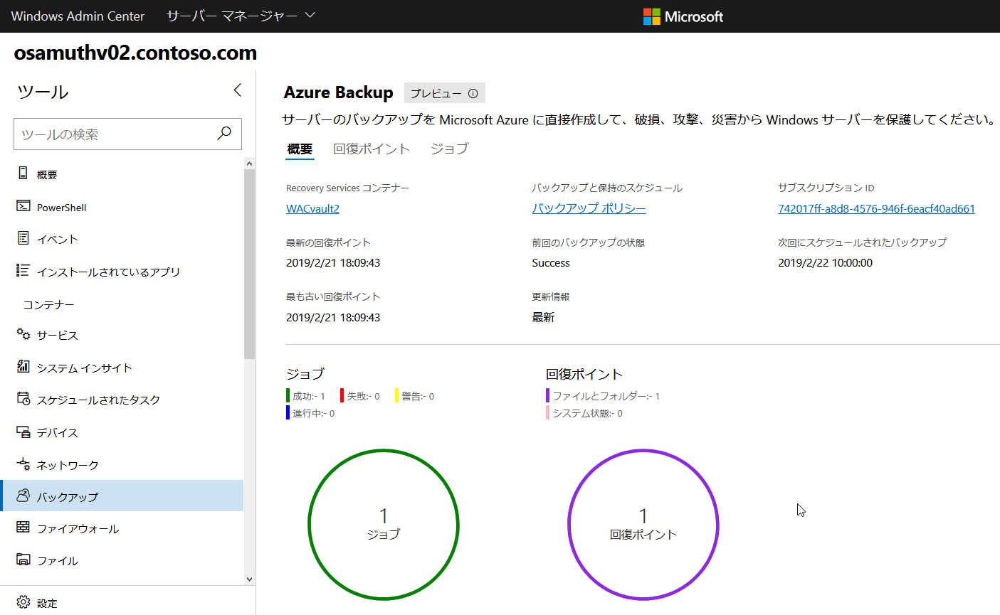 Windows Admin Center サーバー マネージャー Microsoft
osamuthv02.contoso.com
ツール
ツールの検索
概要
PowerShell
イベント
インストールされているアプリ
コンテナー
サービス
システム インサイト
スケジュールされたタスク
デバイス
ネットワーク
バックアップ
ファイアウォール
ファイル
設定
Azure Backup プレビュー
サーバーのバックアップを Microsoft Azure に直接作成して、破損、攻撃、災害から Windows サーバーを保護してください。
概要 回復ポイント ジョブ
Recovery Services コンテナー バックアップと保持のスケジュール サブスクリプション ID
WACvault2 バックアップ ポリシー 742017ff-a8d8-4576-946f-6eacf40ad661
最新の回復ポイント 前回のバックアップの状態 次回にスケジュールされたバックアップ
2019/2/21 18:09:43 Success 2019/2/22 10:00:00
最も古い回復ポイント 更新情報
2019/2/21 18:09:43 最新
ジョブ 回復ポイント
成功:- 1 失敗:- 0 警告:- 0 ファイルとフォルダー:- 1
進行中:- 0 システム状態:- 0
1 1
ジョブ 回復ポイント